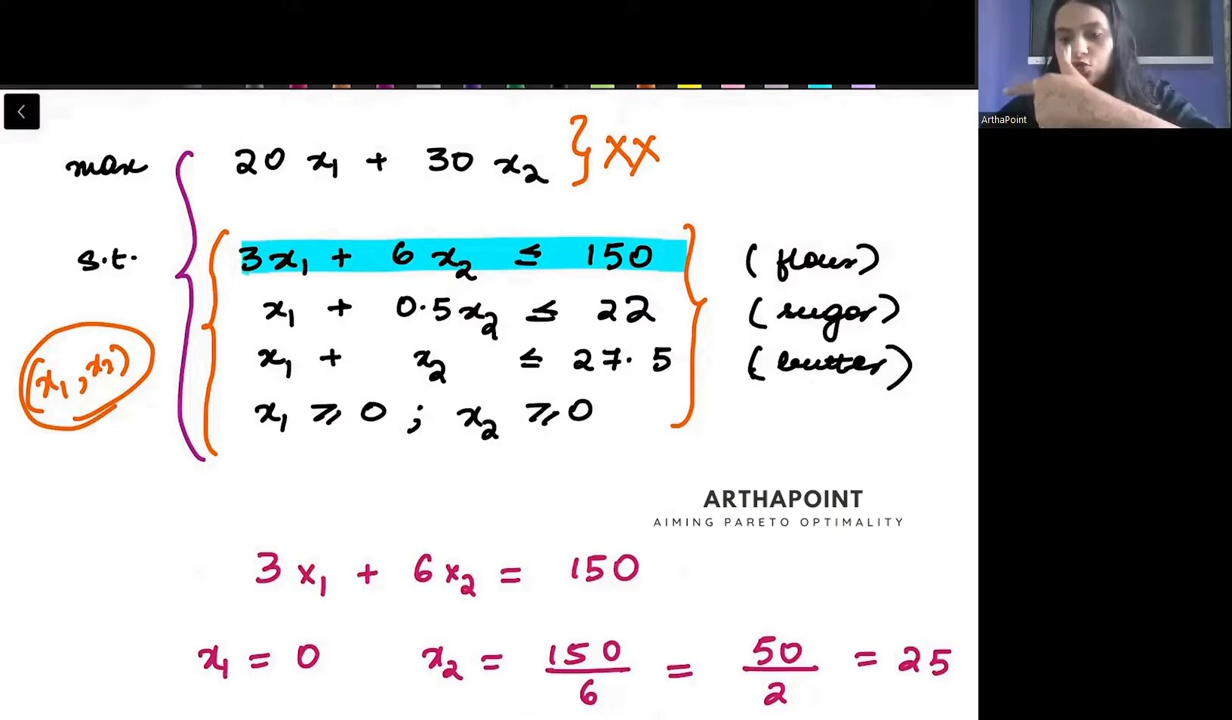 max 20 x₁ + 30 x₂ } XX
s.t. 3x₁ + 6 x₂ ≤ 150 (flour)
x₁ + 0.5x₂ ≤ 22 (sugar)
x₁ + x₂ ≤ 27.5 (butter)
(x₁, x₂)
x₁ ≥ 0 ; x₂ ≥ 0
ARTHAPOINT
AIMING PARETO OPTIMALITY
3 x₁ + 6x₂ = 150
x₁ = 0 x₂ = 150/6 = 50/2 = 25
ArthaPoint